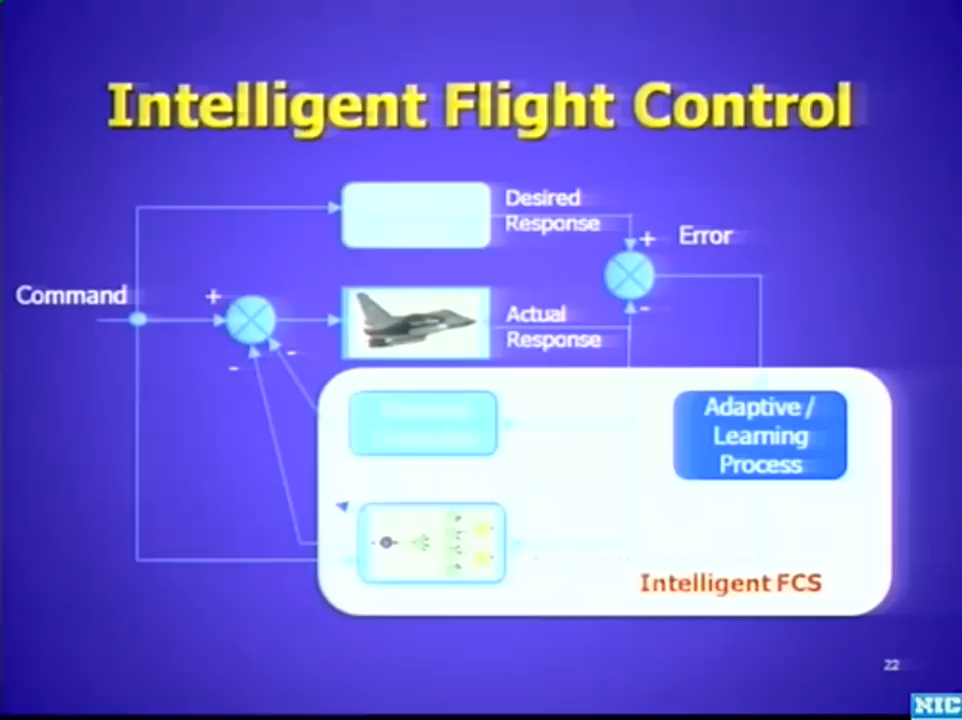 Intelligent Flight Control
Desired
Response
+
Error
Command
+
-
Actual
Response
-
-
Adaptive /
Learning
Process
Intelligent FCS
22
NIC